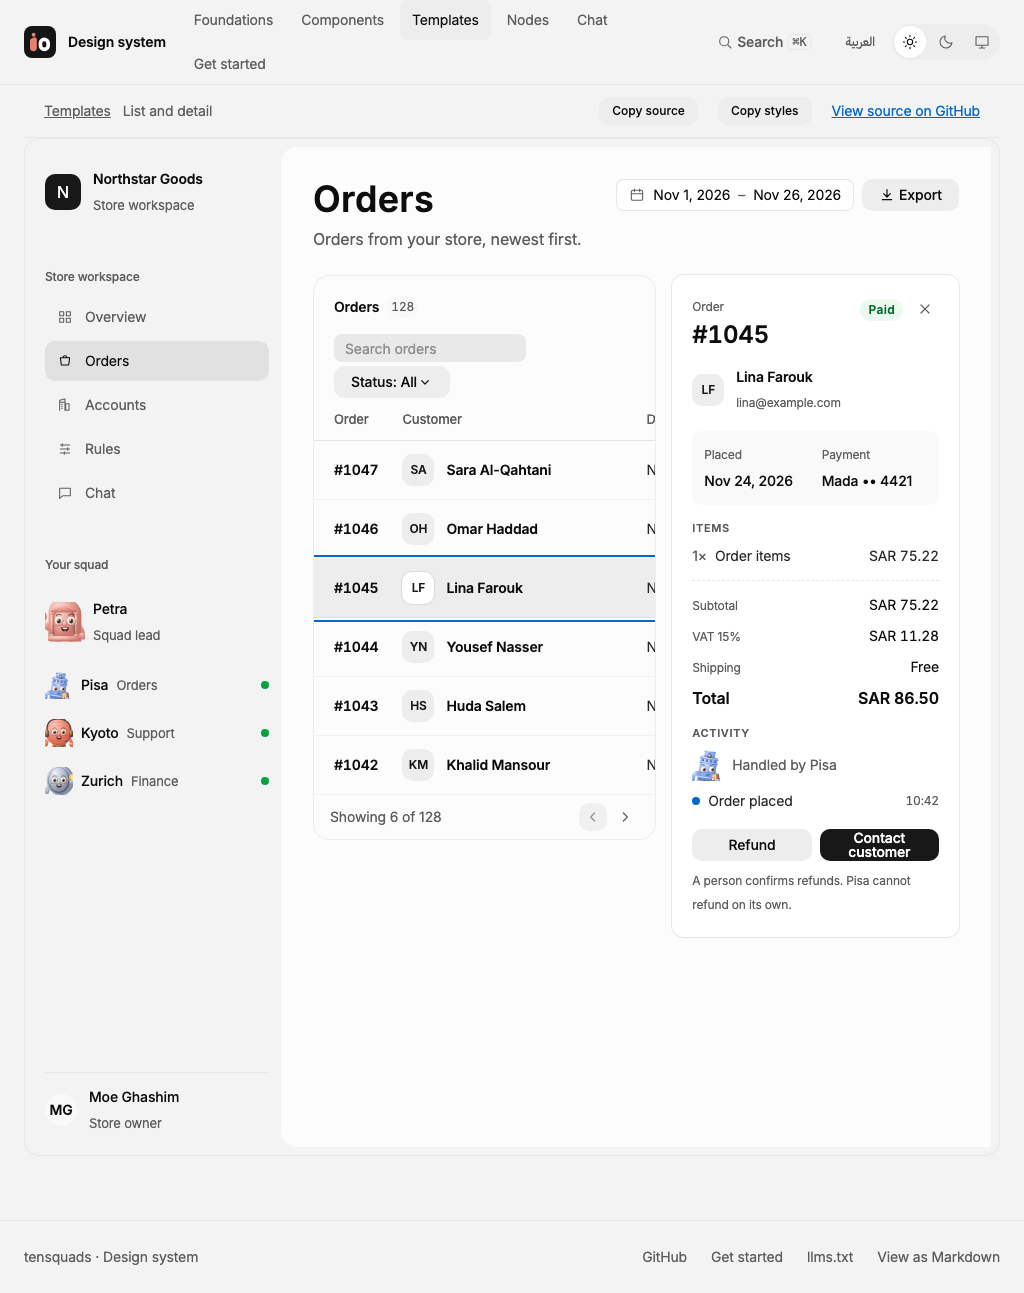 Foundations
Components
Templates
Nodes
Chat
Design system
Search ⌘K
العربية
Get started
Templates
List and detail
Copy source
Copy styles
View source on GitHub
N
Northstar Goods
Store workspace
Store workspace
Overview
Orders
Accounts
Rules
Chat
Your squad
Petra
Squad lead
Pisa Orders
Kyoto Support
Zurich Finance
MG
Moe Ghashim
Store owner
Orders
Nov 1, 2026 – Nov 26, 2026
Export
Orders from your store, newest first.
Orders 128
Search orders
Status: All
Order Customer D
#1047 SA Sara Al-Qahtani N
#1046 OH Omar Haddad N
#1045 LF Lina Farouk N
#1044 YN Yousef Nasser N
#1043 HS Huda Salem N
#1042 KM Khalid Mansour N
Showing 6 of 128
Order
#1045
Paid
LF
Lina Farouk
lina@example.com
Placed Payment
Nov 24, 2026 Mada •• 4421
ITEMS
1× Order items SAR 75.22
Subtotal SAR 75.22
VAT 15% SAR 11.28
Shipping Free
Total SAR 86.50
ACTIVITY
Handled by Pisa
Order placed 10:42
Refund
Contact
customer
A person confirms refunds. Pisa cannot
refund on its own.
tensquads · Design system
GitHub
Get started
llms.txt
View as Markdown